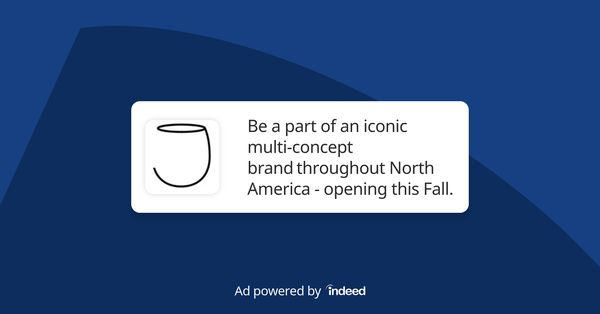 Be a part of an iconic
multi-concept
brand throughout North
America - opening this Fall.
Ad powered by indeed